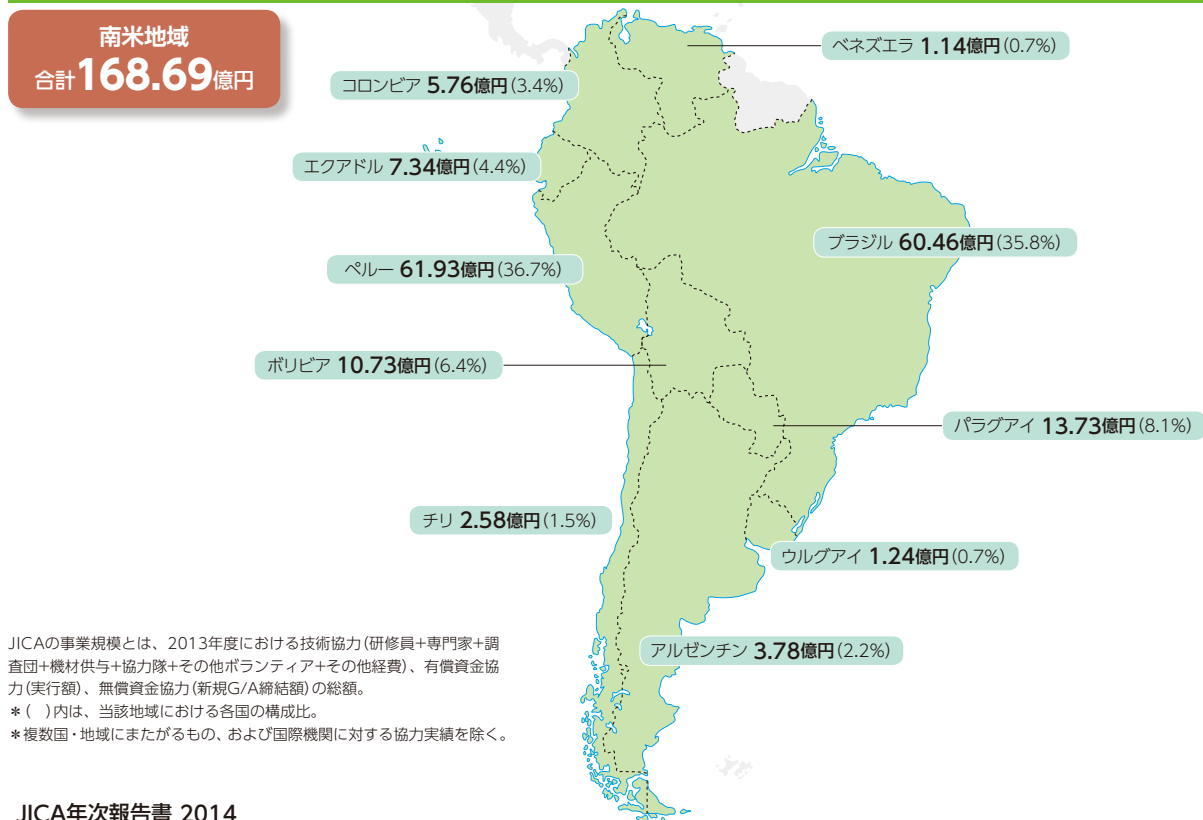 南米地域
合計168.69億円
ベネズエラ 1.14億円(0.7%)
コロンビア 5.76億円(3.4%)
エクアドル 7.34億円(4.4%)
ブラジル 60.46億円(35.8%)
ペルー 61.93億円(36.7%)
ボリビア 10.73億円(6.4%)
パラグアイ 13.73億円(8.1%)
チリ 2.58億円(1.5%)
ウルグアイ 1.24億円(0.7%)
アルゼンチン 3.78億円(2.2%)
JICAの事業規模とは、2013年度における技術協力(研修員+専門家+調
査団+機材供与+協力隊+その他ボランティア+その他経費)、有償資金協
力(実行額)、無償資金協力(新規G/A締結額)の総額。
*( )内は、当該地域における各国の構成比。
*複数国・地域にまたがるもの、および国際機関に対する協力実績を除く。
JICA年次報告書 2014